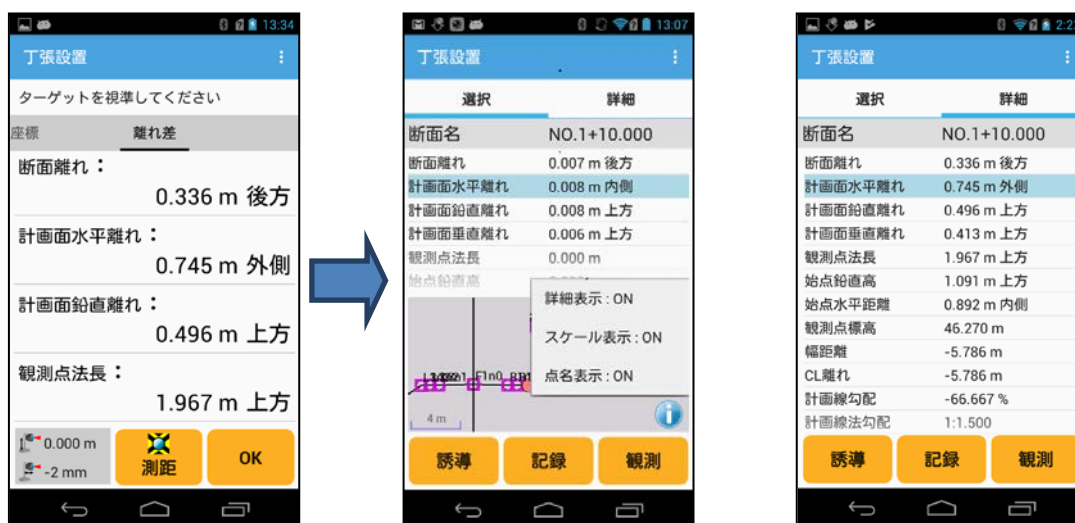 13:34
丁張設置
ターゲットを視準してください
座標 離れ差
断面離れ：
0.336 m 後方
計画面水平離れ：
0.745 m 外側
計画面鉛直離れ：
0.496 m 上方
観測点法長：
1.967 m 上方
0.000 m
-2 mm
測距
OK
13:07
丁張設置
選択 詳細
断面名 NO.1+10.000
断面離れ 0.007 m 後方
計画面水平離れ 0.008 m 内側
計画面鉛直離れ 0.008 m 上方
計画面垂直離れ 0.006 m 上方
観測点法長 0.000 m
始点鉛直高
詳細表示 : ON
スケール表示 : ON
点名表示 : ON
F1n0
4 m
誘導 記録 観測
2:2
丁張設置
選択 詳細
断面名 NO.1+10.000
断面離れ 0.336 m 後方
計画面水平離れ 0.745 m 外側
計画面鉛直離れ 0.496 m 上方
計画面垂直離れ 0.413 m 上方
観測点法長 1.967 m 上方
始点鉛直高 1.091 m 上方
始点水平距離 0.892 m 内側
観測点標高 46.270 m
幅距離 -5.786 m
CL離れ -5.786 m
計画線勾配 -66.667 %
計画線法勾配 1:1.500
誘導 記録 観測